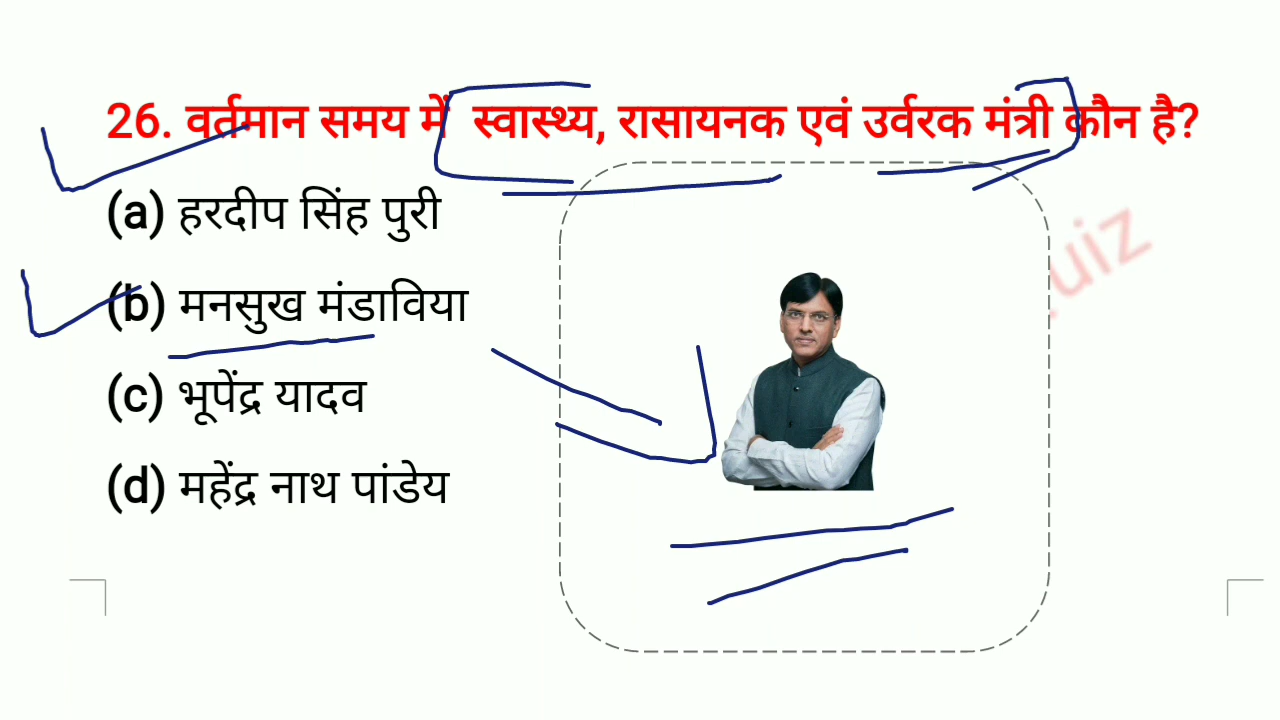 26. वर्तमान समय में स्वास्थ्य, रासायनक एवं उर्वरक मंत्री कौन है?
(a) हरदीप सिंह पुरी
(b) मनसुख मंडाविया
(c) भूपेंद्र यादव
(d) महेंद्र नाथ पांडेय